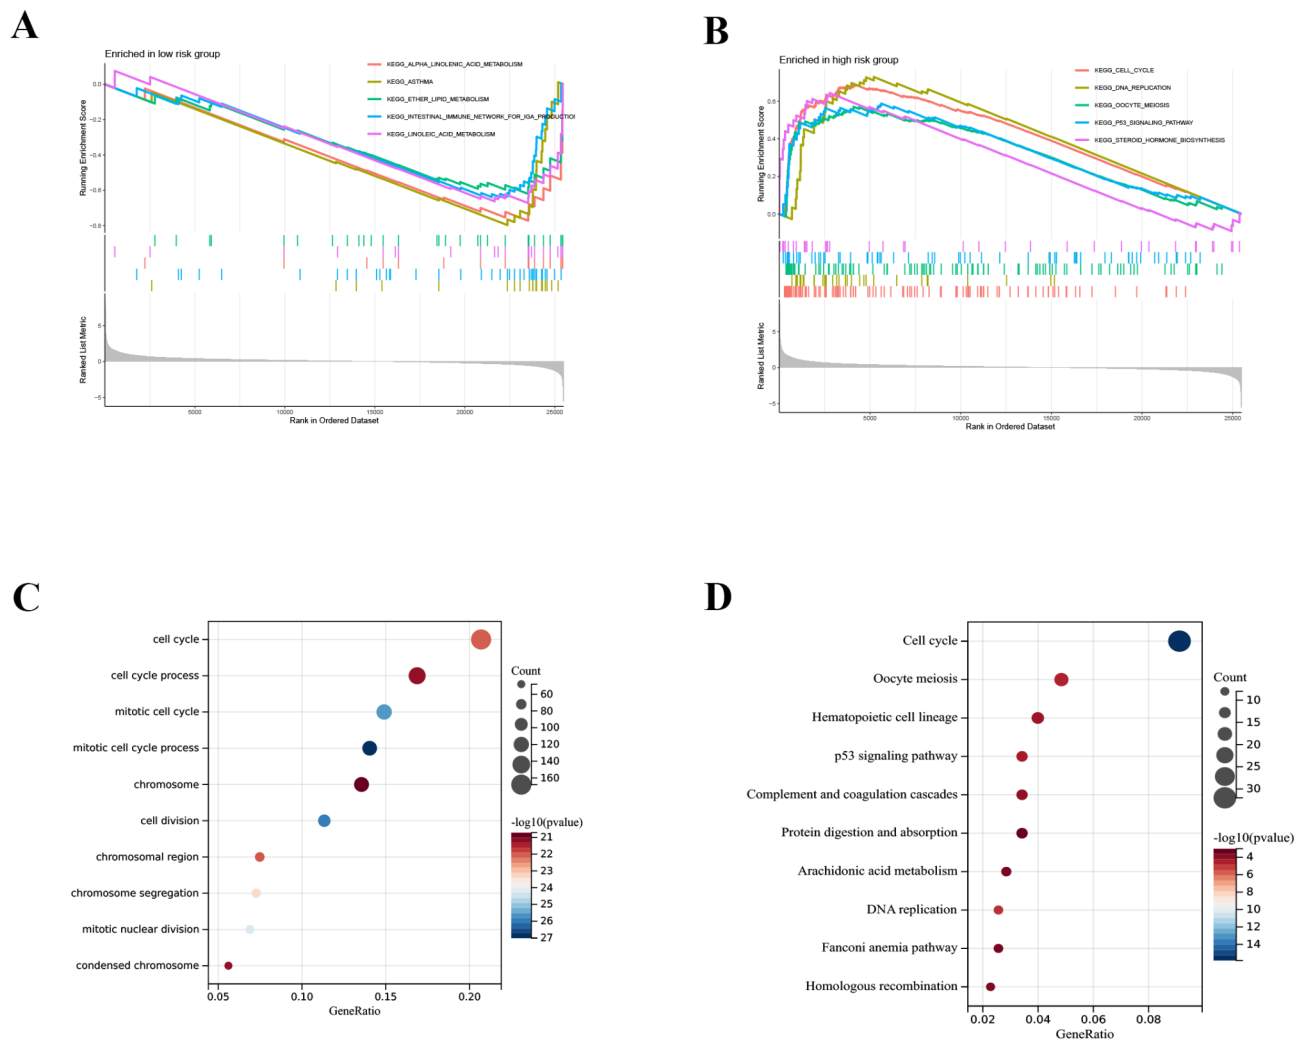 A
Enriched in low risk group
KEGG_ALPHA_LINOLENIC_ACID_METABOLISM
KEGG_ASTHMA
KEGG_ETHER_LIPID_METABOLISM
KEGG_INTESTINAL_IMMUNE_NETWORK_FOR_IGA_PRODUCTION
KEGG_LINOLEIC_ACID_METABOLISM
Running Enrichment Score
0.0
-0.2
-0.4
-0.6
-0.8
Ranked List Metric
5
0
-5
5000
10000
15000
20000
25000
Rank in Ordered Dataset
B
Enriched in high risk group
KEGG_CELL_CYCLE
KEGG_DNA_REPLICATION
KEGG_OOCYTE_MEIOSIS
KEGG_P53_SIGNALING_PATHWAY
KEGG_STEROID_HORMONE_BIOSYNTHESIS
Running Enrichment Score
0.6
0.4
0.2
0.0
Ranked List Metric
5
0
-5
5000
10000
15000
20000
25000
Rank in Ordered Dataset
C
cell cycle
cell cycle process
mitotic cell cycle
mitotic cell cycle process
chromosome
cell division
chromosomal region
chromosome segregation
mitotic nuclear division
condensed chromosome
0.05
0.10
0.15
0.20
GeneRatio
Count
60
80
100
120
140
160
-log10(pvalue)
21
22
23
24
25
26
27
D
Cell cycle
Oocyte meiosis
Hematopoietic cell lineage
p53 signaling pathway
Complement and coagulation cascades
Protein digestion and absorption
Arachidonic acid metabolism
DNA replication
Fanconi anemia pathway
Homologous recombination
0.02
0.04
0.06
0.08
GeneRatio
Count
10
15
20
25
30
-log10(pvalue)
4
6
8
10
12
14